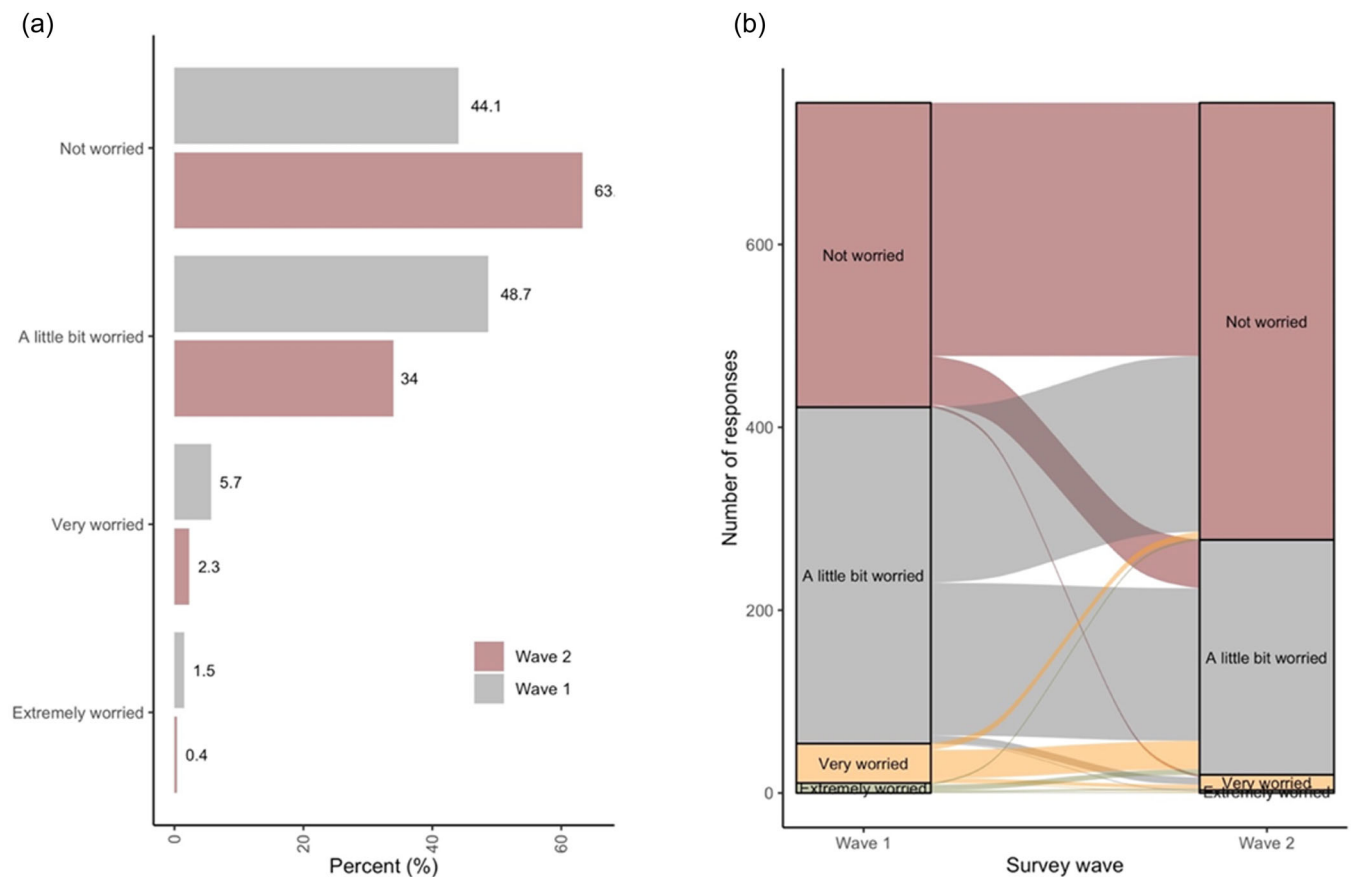 (a)
Not worried
44.1
63.
A little bit worried
48.7
34
Very worried
5.7
2.3
Extremely worried
1.5
0.4
Wave 2
Wave 1
0
20
40
60
Percent (%)
(b)
Number of responses
600
400
200
0
Not worried
A little bit worried
Very worried
Extremely worried
Not worried
A little bit worried
Very worried
Extremely worried
Wave 1
Wave 2
Survey wave